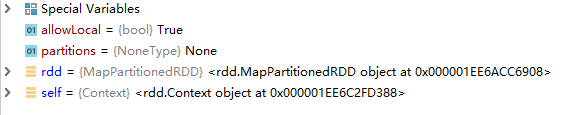 Special Variables
allowLocal = {bool} True
partitions = {NoneType} None
rdd = {MapPartitionedRDD} <rdd.MapPartitionedRDD object at 0x000001EE6ACC6908>
self = {Context} <rdd.Context object at 0x000001EE6C2FD388>